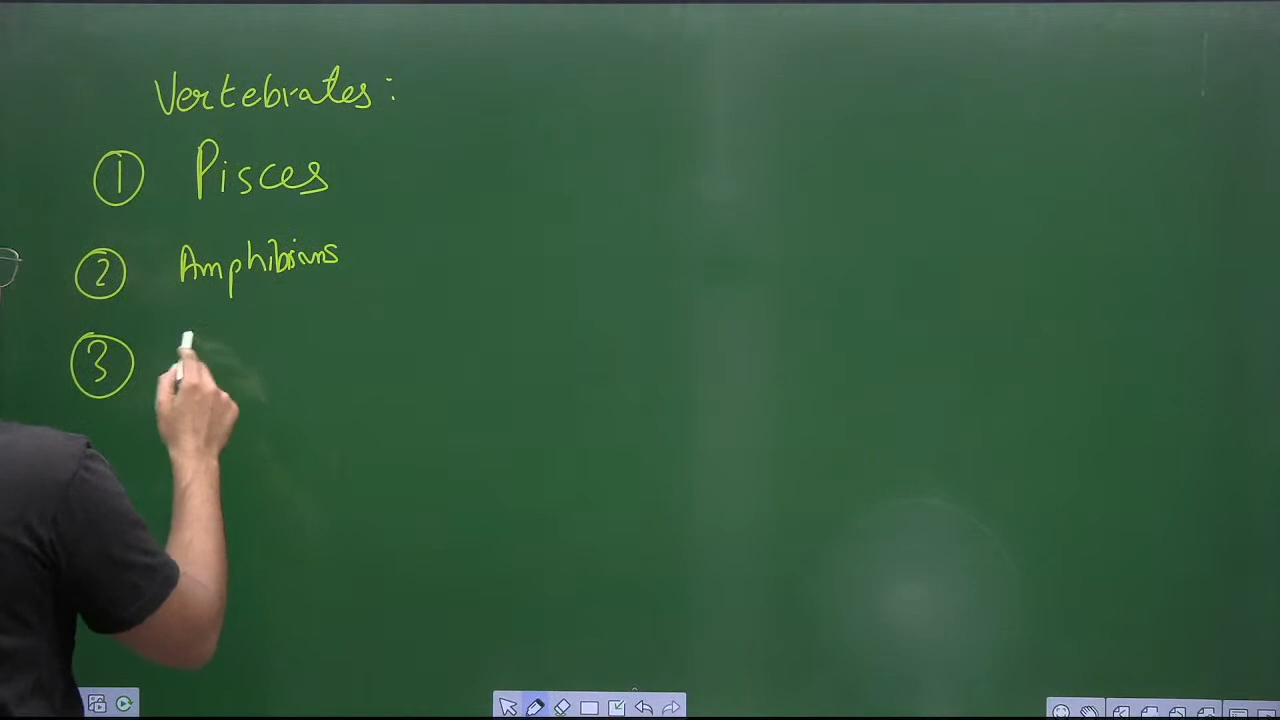 Vertebrates:
① Pisces
② Amphibians
③